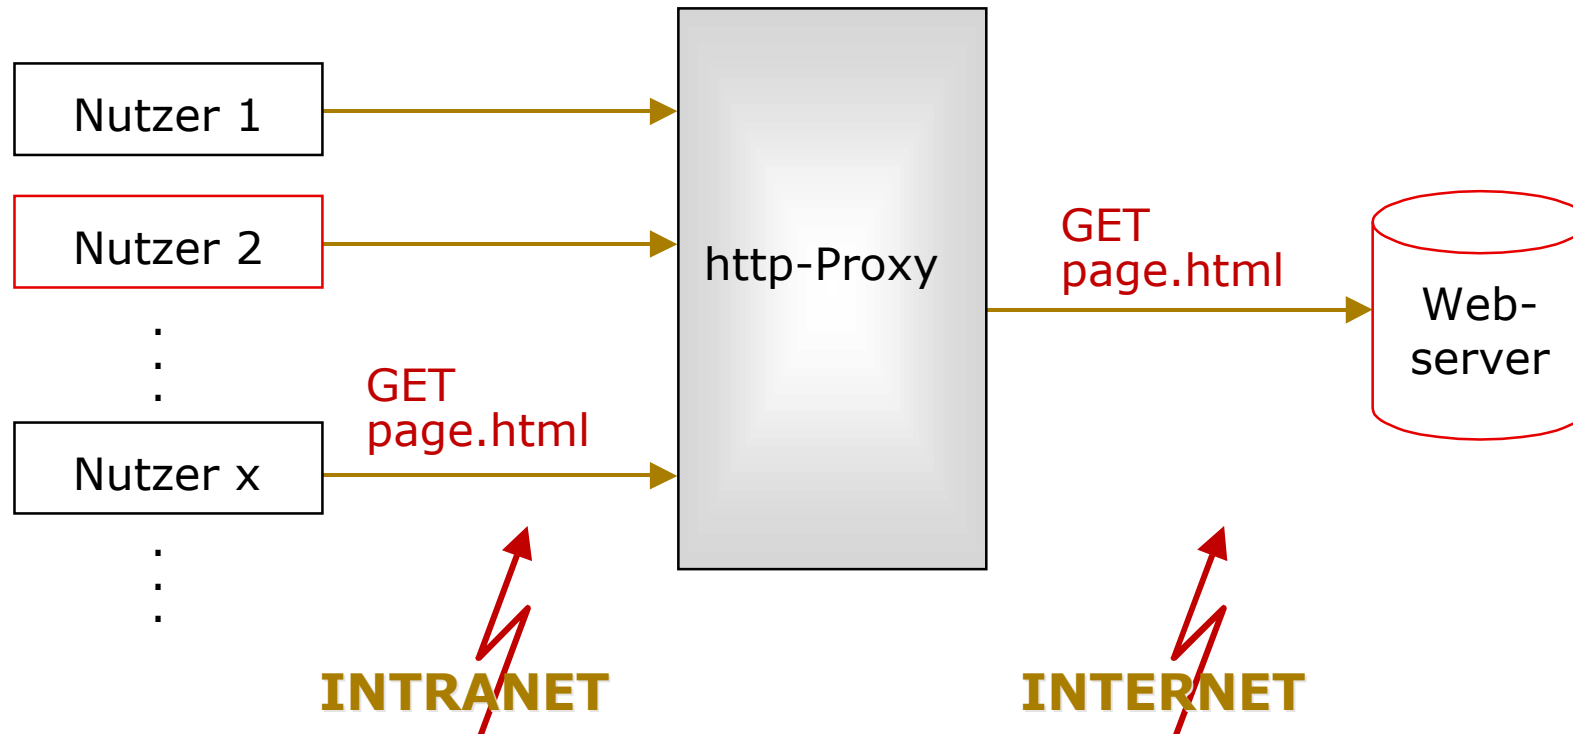 Nutzer 1
Nutzer 2
.
.
.
Nutzer x
.
.
.
GET
page.html
http-Proxy
GET
page.html
Web-
server
INTRANET
INTERNET